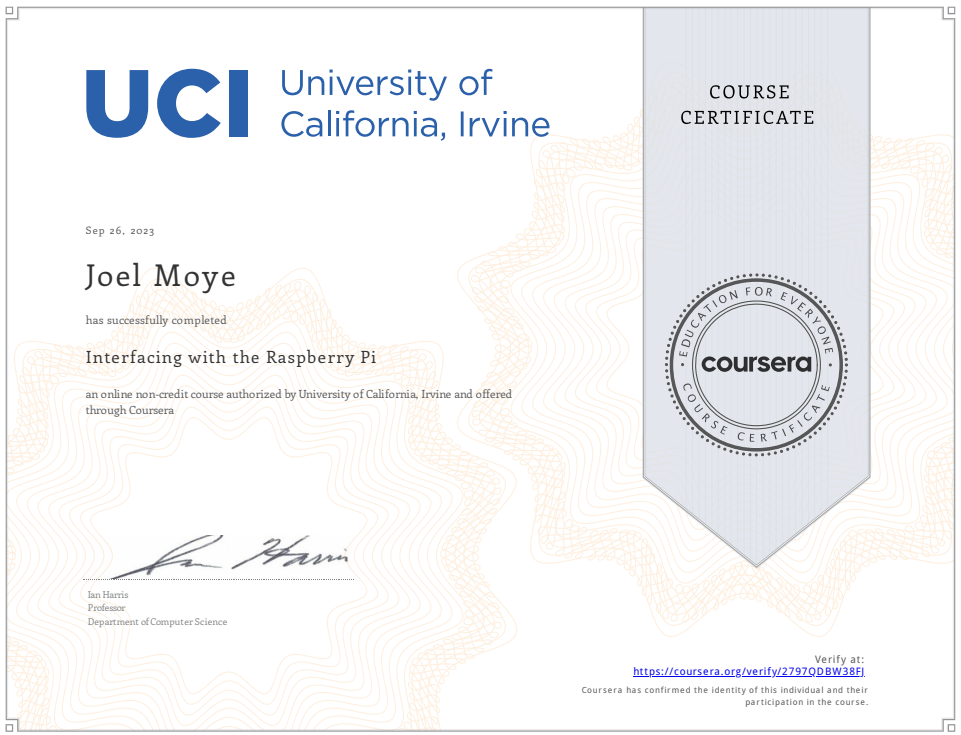 UCI University of
California, Irvine
COURSE
CERTIFICATE
Sep 26, 2023
Joel Moye
has successfully completed
Interfacing with the Raspberry Pi
an online non-credit course authorized by University of California, Irvine and offered
through Coursera
EDUCATION FOR EVERYONE
coursera
COURSE CERTIFICATE
Ian Harris
Ian Harris
Professor
Department of Computer Science
Verify at:
https://coursera.org/verify/2797QDBW38FJ
Coursera has confirmed the identity of this individual and their
participation in the course.